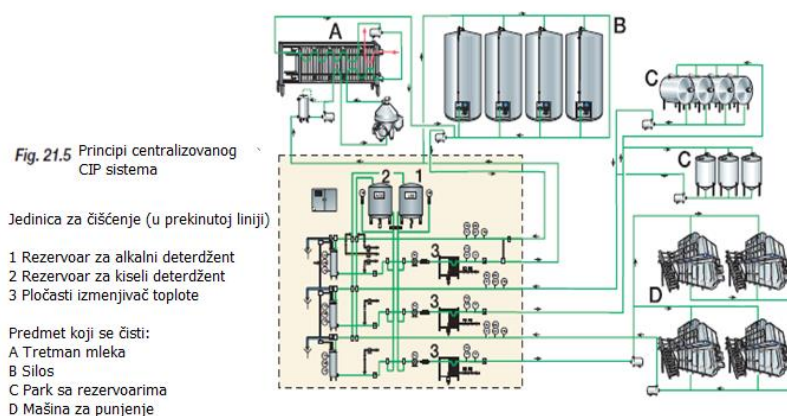 A
B
C
C
D
2
1
3
3
3
Fig. 21.5 Principi centralizovanog
CIP sistema
Jedinica za čišćenje (u prekinutoj liniji)
1 Rezervoar za alkalni deterdžent
2 Rezervoar za kiseli deterdžent
3 Pločasti izmenjivač toplote
Predmet koji se čisti:
A Tretman mleka
B Silos
C Park sa rezervoarima
D Mašina za punjenje